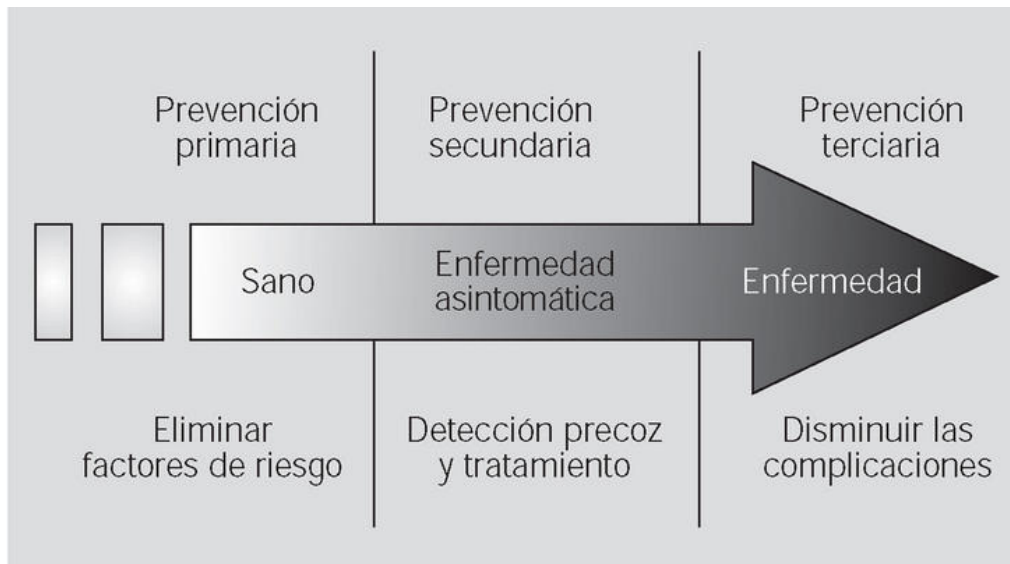 Prevención
primaria
Prevención
secundaria
Prevención
terciaria
Sano
Enfermedad
asintomática
Enfermedad
Eliminar
factores de riesgo
Detección precoz
y tratamiento
Disminuir las
complicaciones